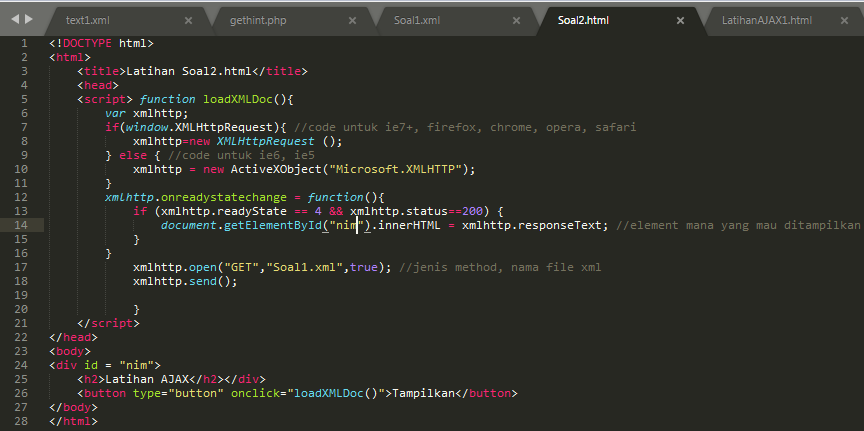 text1.xml gethint.php Soal1.xml Soal2.html LatihanAJAX1.html
1 <!DOCTYPE html>
2 <html>
3 <title>Latihan Soal2.html</title>
4 <head>
5 <script> function loadXMLDoc(){
6 var xmlhttp;
7 if(window.XMLHttpRequest){ //code untuk ie7+, firefox, chrome, opera, safari
8 xmlhttp=new XMLHttpRequest ();
9 } else { //code untuk ie6, ie5
10 xmlhttp = new ActiveXObject("Microsoft.XMLHTTP");
11 }
12 xmlhttp.onreadystatechange = function(){
13 if (xmlhttp.readyState == 4 && xmlhttp.status==200) {
14 document.getElementById("nim").innerHTML = xmlhttp.responseText; //element mana yang mau ditampilkan
15 }
16 }
17 xmlhttp.open("GET","Soal1.xml",true); //jenis method, nama file xml
18 xmlhttp.send();
19
20 }
21 </script>
22 </head>
23 <body>
24 <div id = "nim">
25 <h2>Latihan AJAX</h2></div>
26 <button type="button" onclick="loadXMLDoc()">Tampilkan</button>
27 </body>
28 </html>